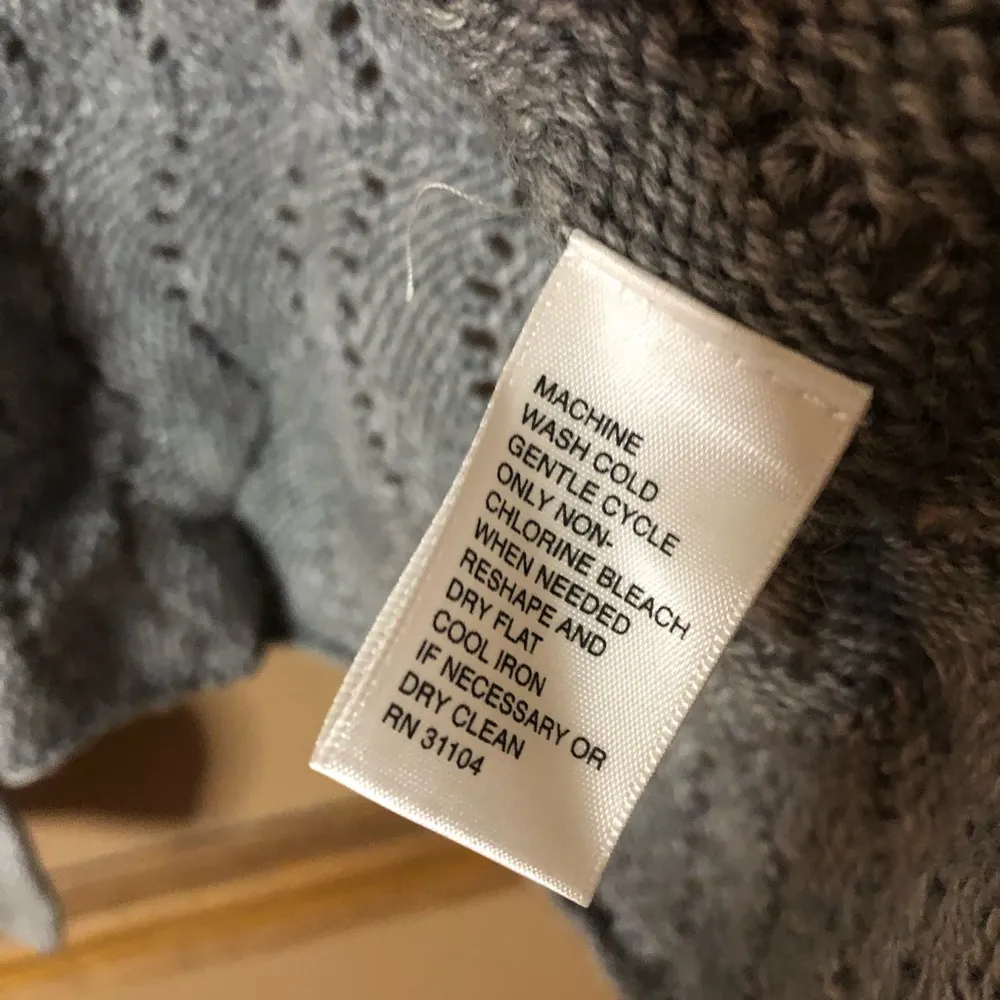 MACHINE
WASH COLD
GENTLE CYCLE
ONLY NON-
CHLORINE BLEACH
WHEN NEEDED
RESHAPE AND
DRY FLAT
COOL IRON
IF NECESSARY OR
DRY CLEAN
RN 31104